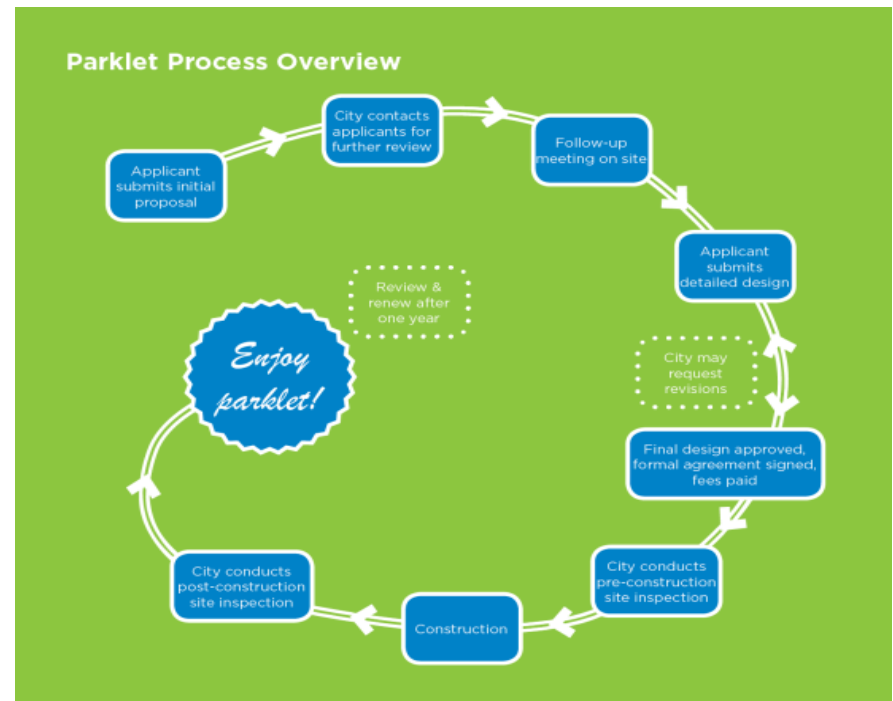 Parklet Process Overview
Applicant
submits initial
proposal
City contacts
applicants for
further review
Follow-up
meeting on site
Applicant
submits
detailed design
City may
request
revisions
Final design approved,
formal agreement signed,
fees paid
City conducts
pre-construction
site inspection
Construction
City conducts
post-construction
site inspection
Enjoy
parklet!
Review &
renew after
one year